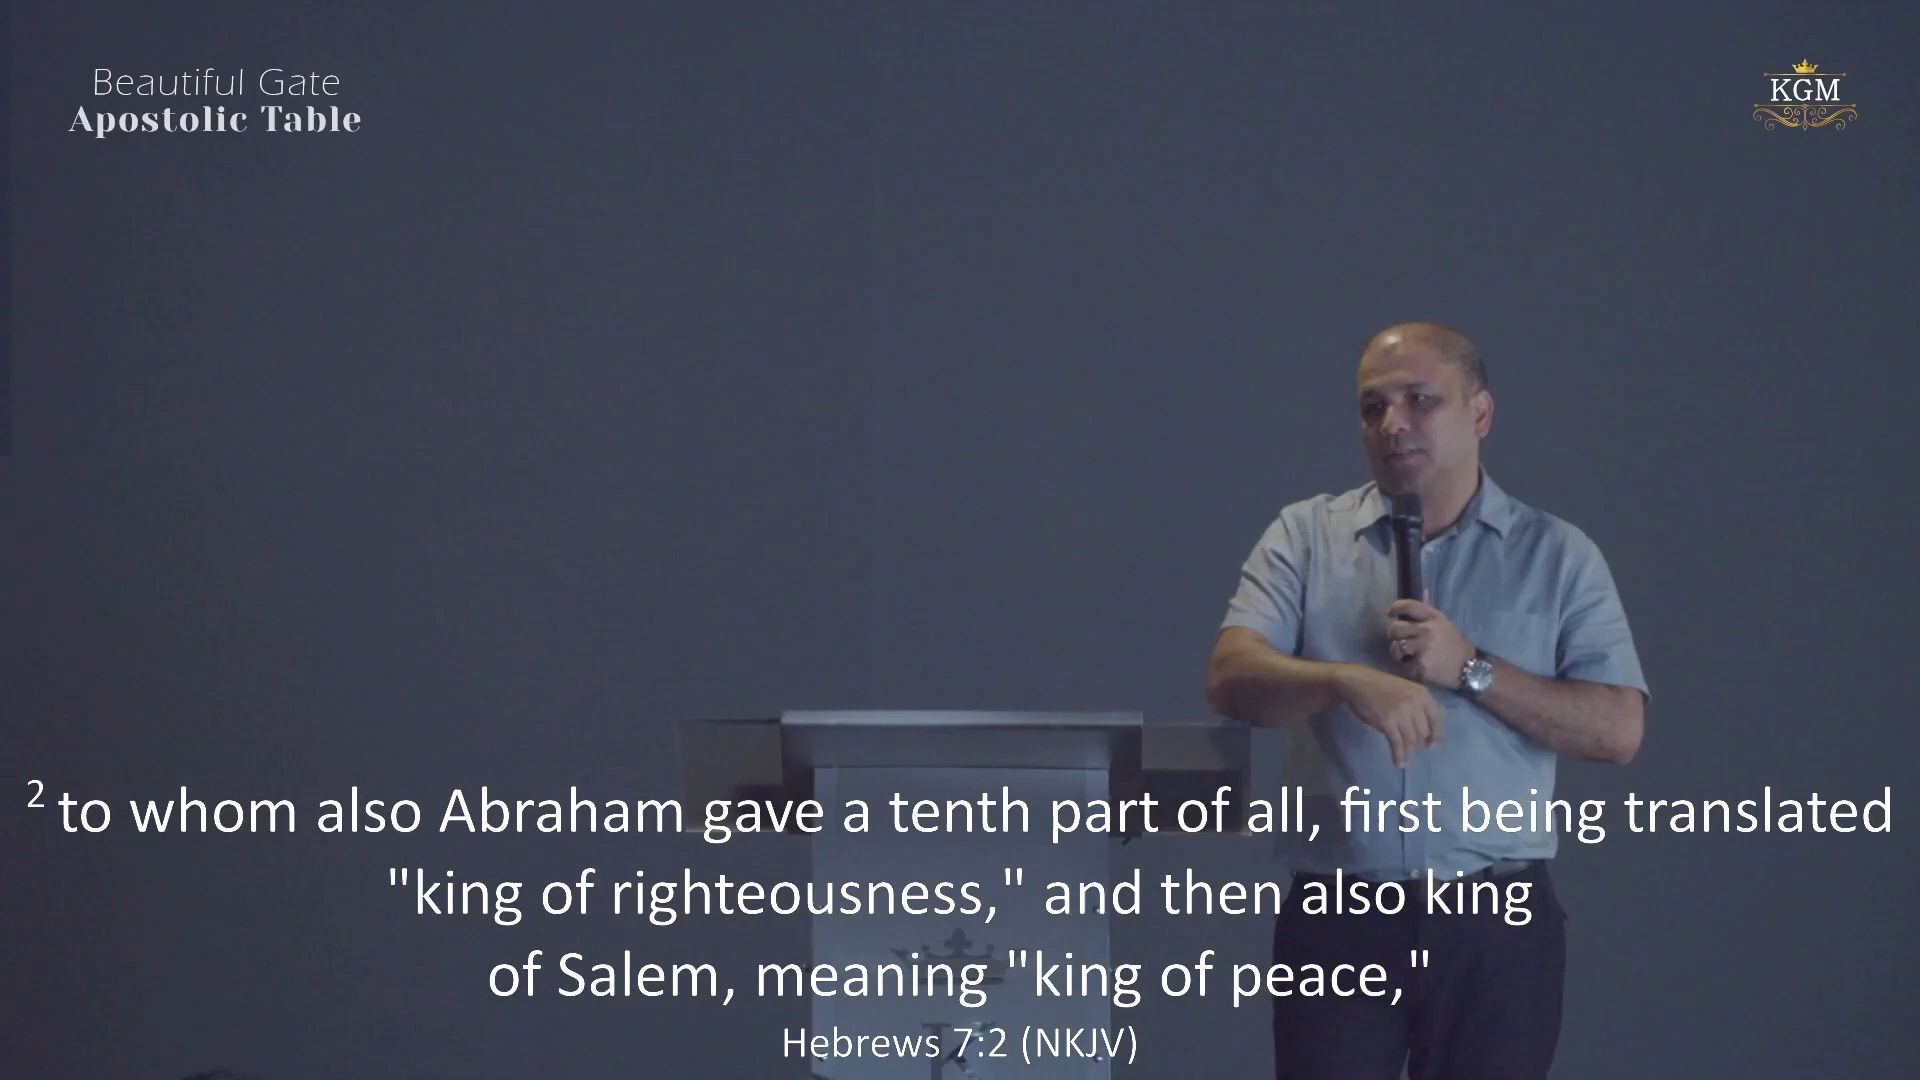 Beautiful Gate
Apostolic Table
KGM
2 to whom also Abraham gave a tenth part of all, first being translated
"king of righteousness," and then also king
of Salem, meaning "king of peace,"
Hebrews 7:2 (NKJV)